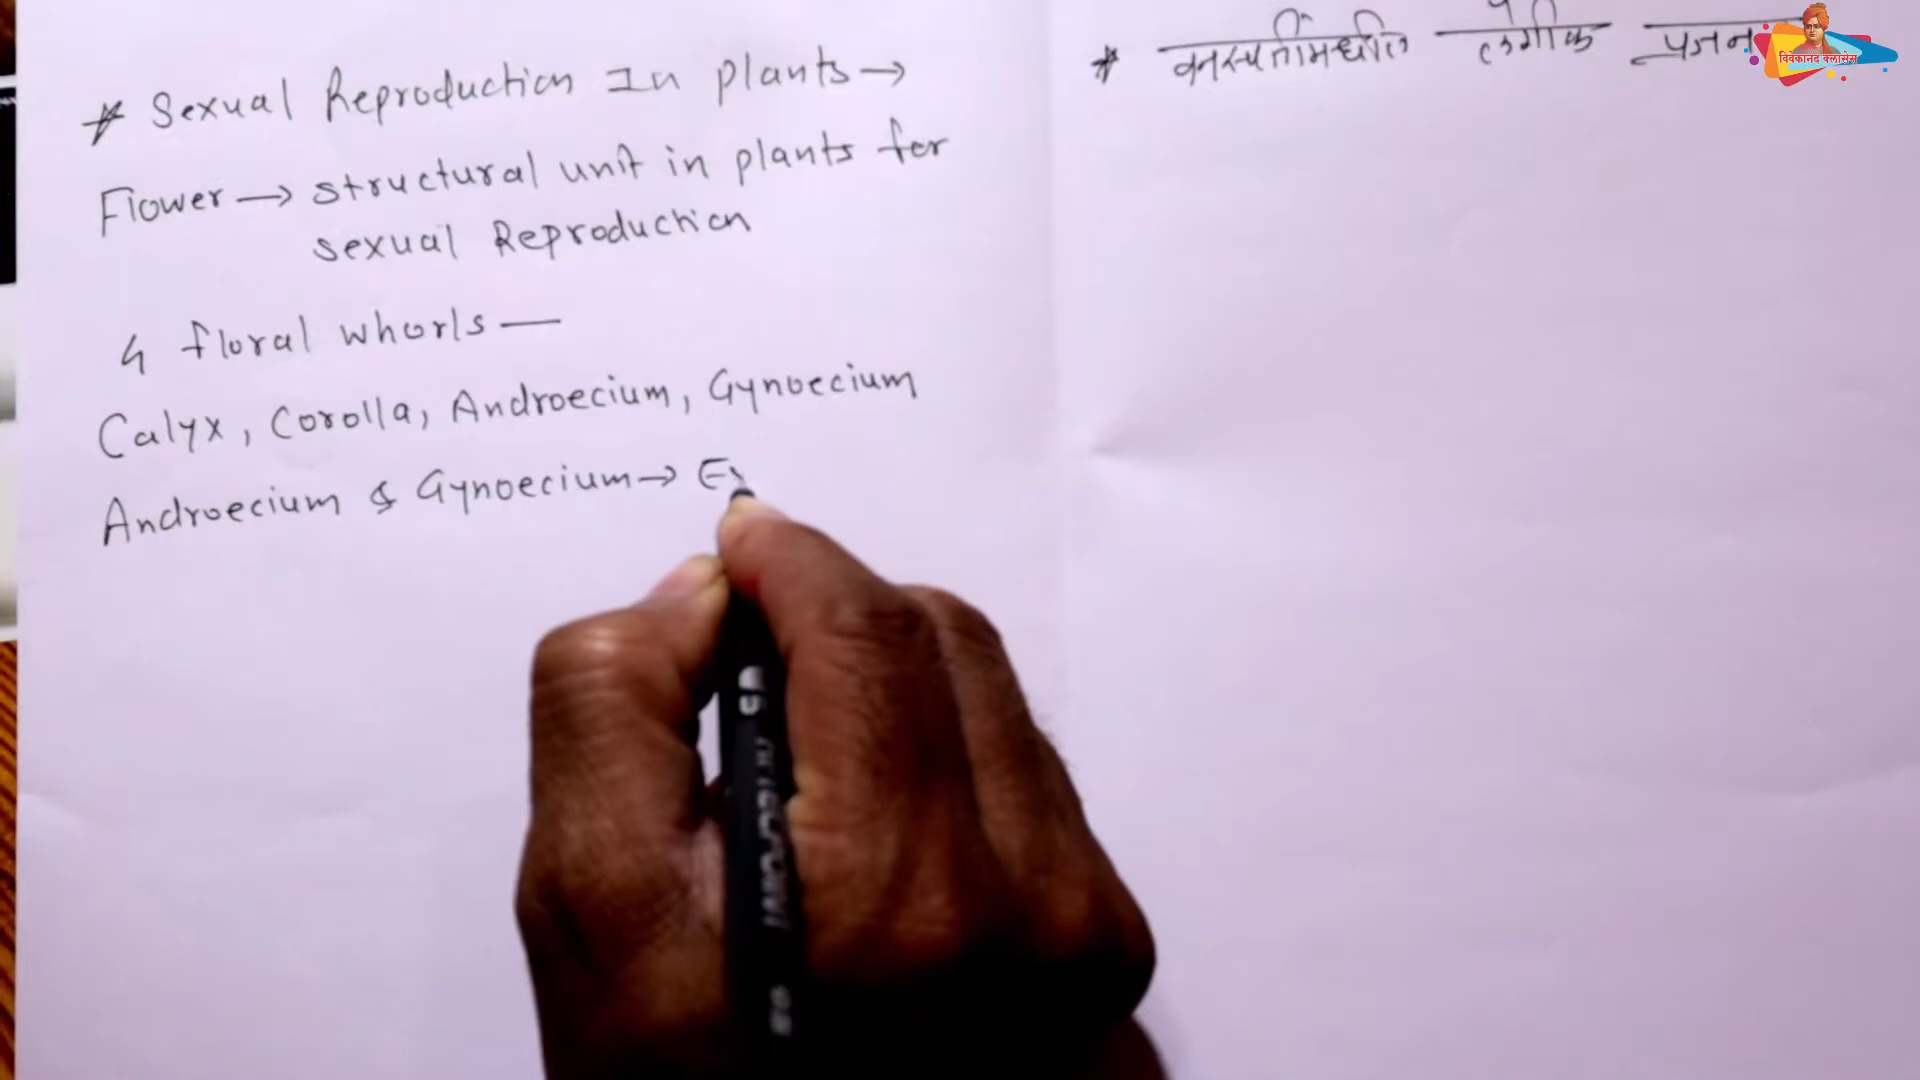 * Sexual Reproduction In plants →
Flower → structural unit in plants for
sexual Reproduction
4 floral whorls —
Calyx, Corolla, Androecium, Gynoecium
Androecium & Gynoecium → Ex
* वनस्पतींमधील लैंगीक प्रजनन
विवेकानंद क्लासेस